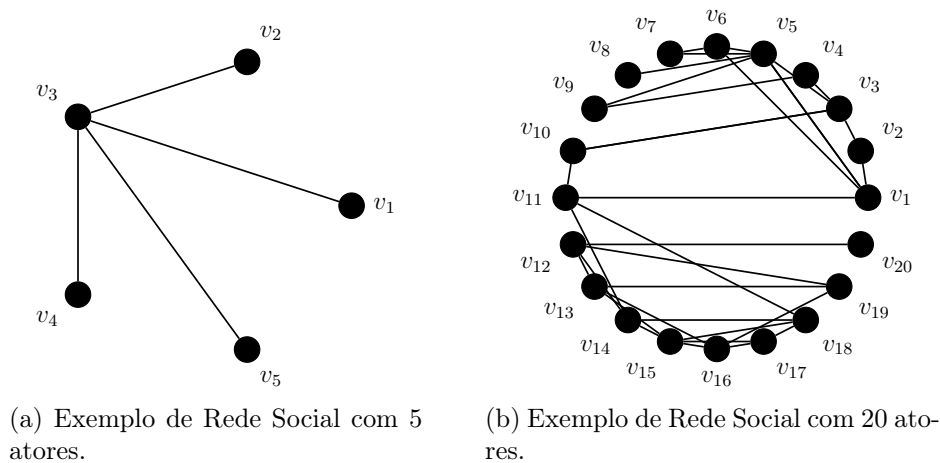 v2
v3
v1
v4
v5
(a) Exemplo de Rede Social com 5
atores.
v6
v7
v5
v8
v4
v9
v3
v10
v2
v11
v1
v12
v20
v13
v19
v14
v18
v15
v17
v16
(b) Exemplo de Rede Social com 20 ato-
res.